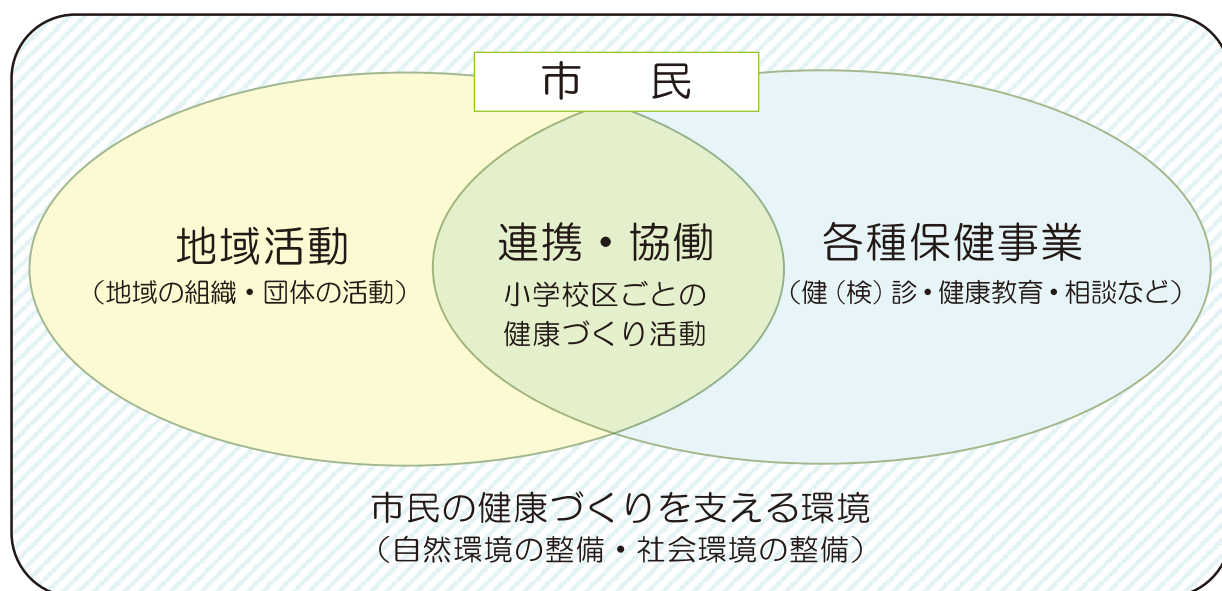 市　民
地域活動
（地域の組織・団体の活動）
連携・協働
小学校区ごとの
健康づくり活動
各種保健事業
（健（検）診・健康教育・相談など）
市民の健康づくりを支える環境
（自然環境の整備・社会環境の整備）